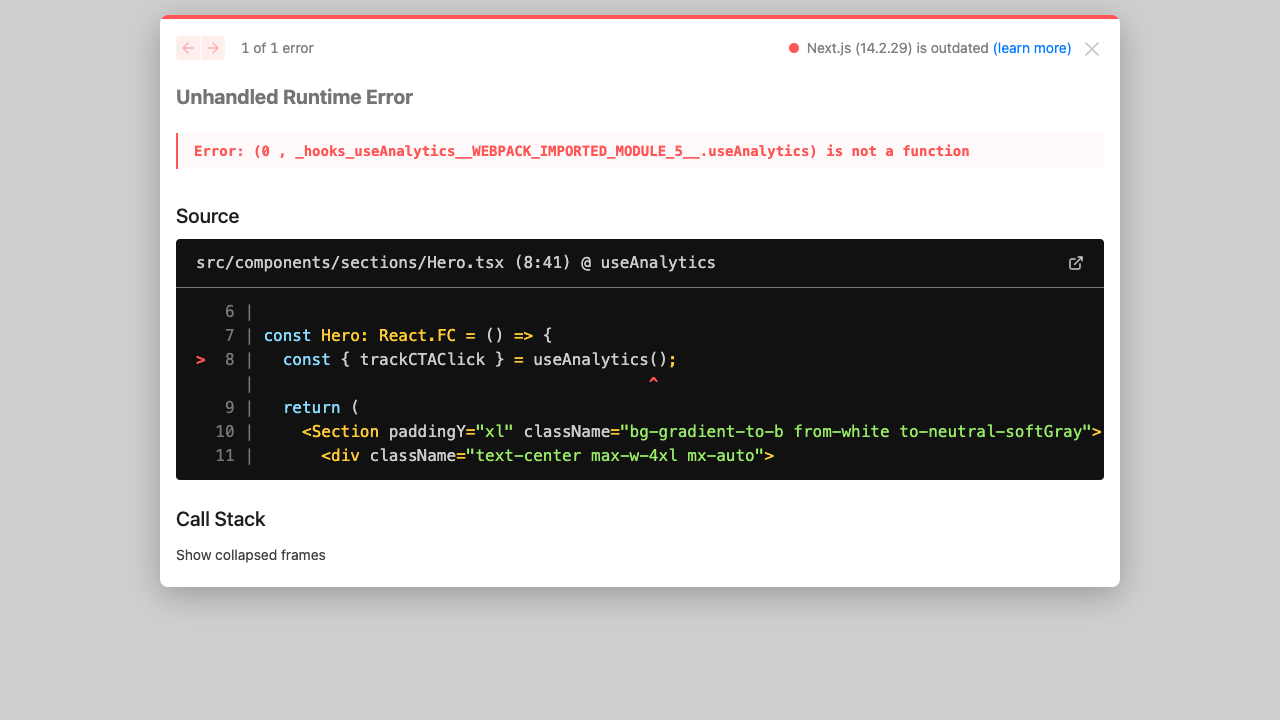 1 of 1 error
Next.js (14.2.29) is outdated (learn more)
Unhandled Runtime Error
Error: (0 , _hooks_useAnalytics__WEBPACK_IMPORTED_MODULE_5__.useAnalytics) is not a function
Source
src/components/sections/Hero.tsx (8:41) @ useAnalytics
6 |
7 | const Hero: React.FC = () => {
> 8 |   const { trackCTAClick } = useAnalytics();
|                                         ^
9 |   return (
10 |     <Section paddingY="xl" className="bg-gradient-to-b from-white to-neutral-softGray">
11 |       <div className="text-center max-w-4xl mx-auto">
Call Stack
Show collapsed frames